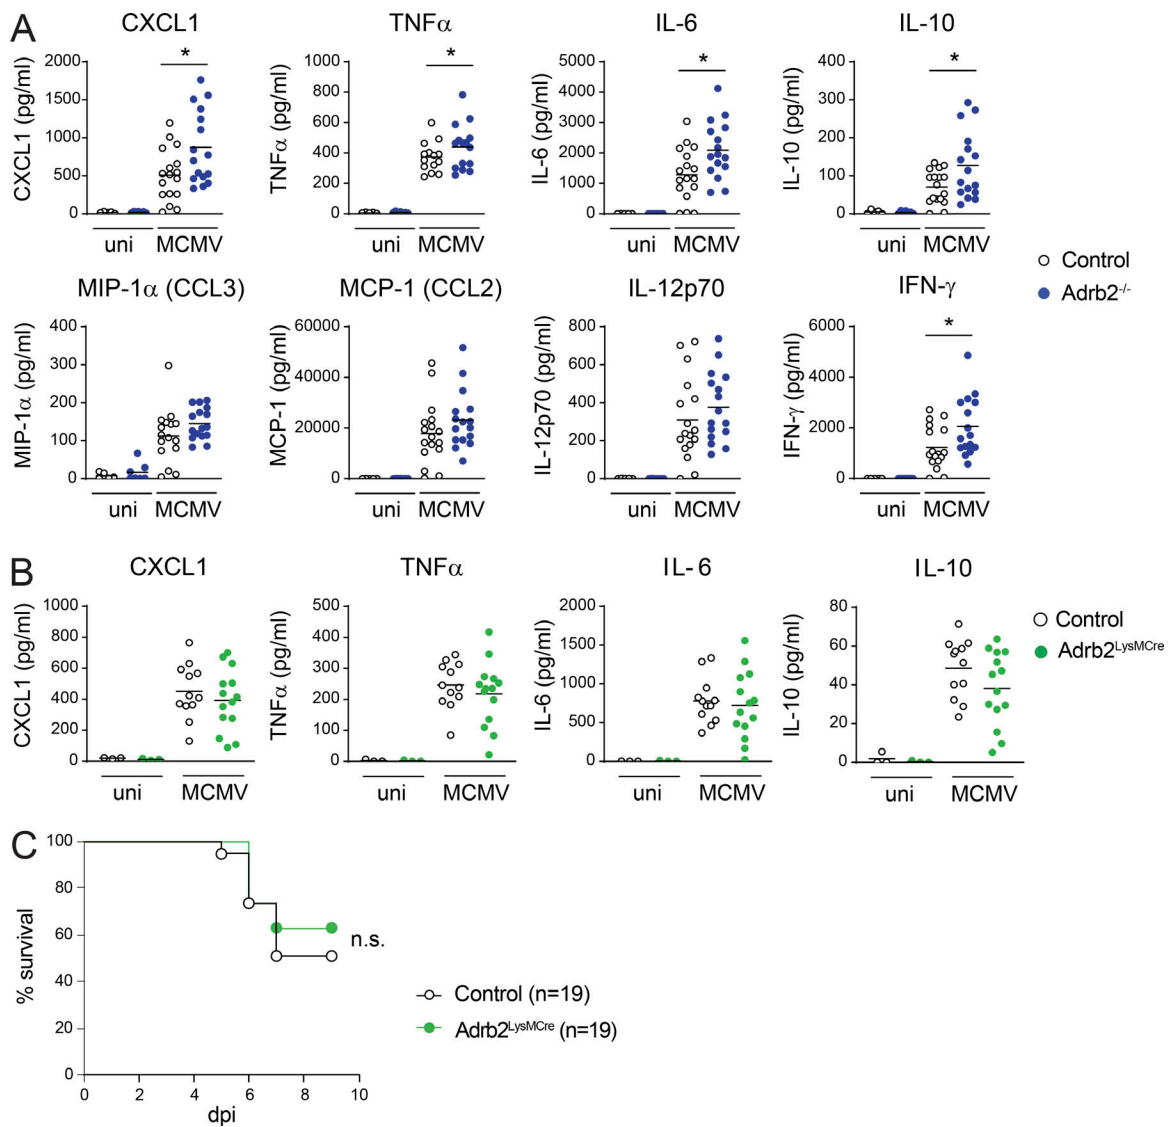 A
CXCL1
TNFα
IL-6
IL-10
CXCL1 (pg/ml)
2000
1500
1000
500
0
*
uni
MCMV
TNFα (pg/ml)
1000
800
600
400
200
0
*
uni
MCMV
IL-6 (pg/ml)
5000
4000
3000
2000
1000
0
*
uni
MCMV
IL-10 (pg/ml)
400
300
200
100
0
*
uni
MCMV
Control
Adrb2-/-
MIP-1α (CCL3)
MCP-1 (CCL2)
IL-12p70
IFN-γ
MIP-1α (pg/ml)
400
300
200
100
0
uni
MCMV
MCP-1 (pg/ml)
60000
40000
20000
0
uni
MCMV
IL-12p70 (pg/ml)
800
600
400
200
0
uni
MCMV
IFN-γ (pg/ml)
6000
4000
2000
0
*
uni
MCMV
B
CXCL1
TNFα
IL-6
IL-10
CXCL1 (pg/ml)
1000
800
600
400
200
0
uni
MCMV
TNFα (pg/ml)
500
400
300
200
100
0
uni
MCMV
IL-6 (pg/ml)
2000
1500
1000
500
0
uni
MCMV
IL-10 (pg/ml)
80
60
40
20
0
uni
MCMV
Control
Adrb2LysMCre
C
% survival
100
80
60
40
20
0
0
2
4
6
8
10
dpi
n.s.
Control (n=19)
Adrb2LysMCre (n=19)